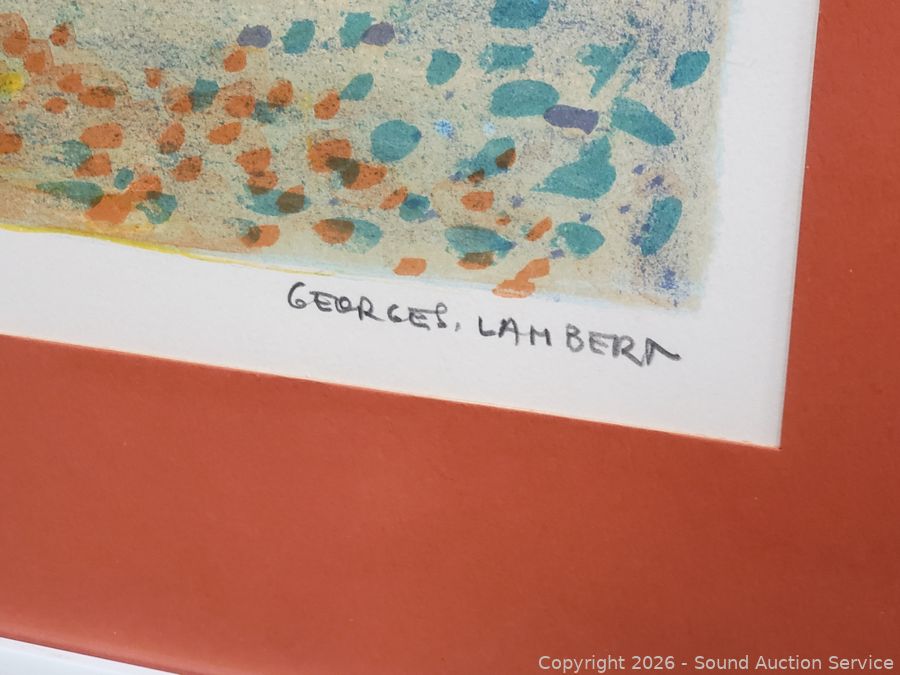 GEORGES. LAMBERT
Copyright © 2026 - Sound Auction Service